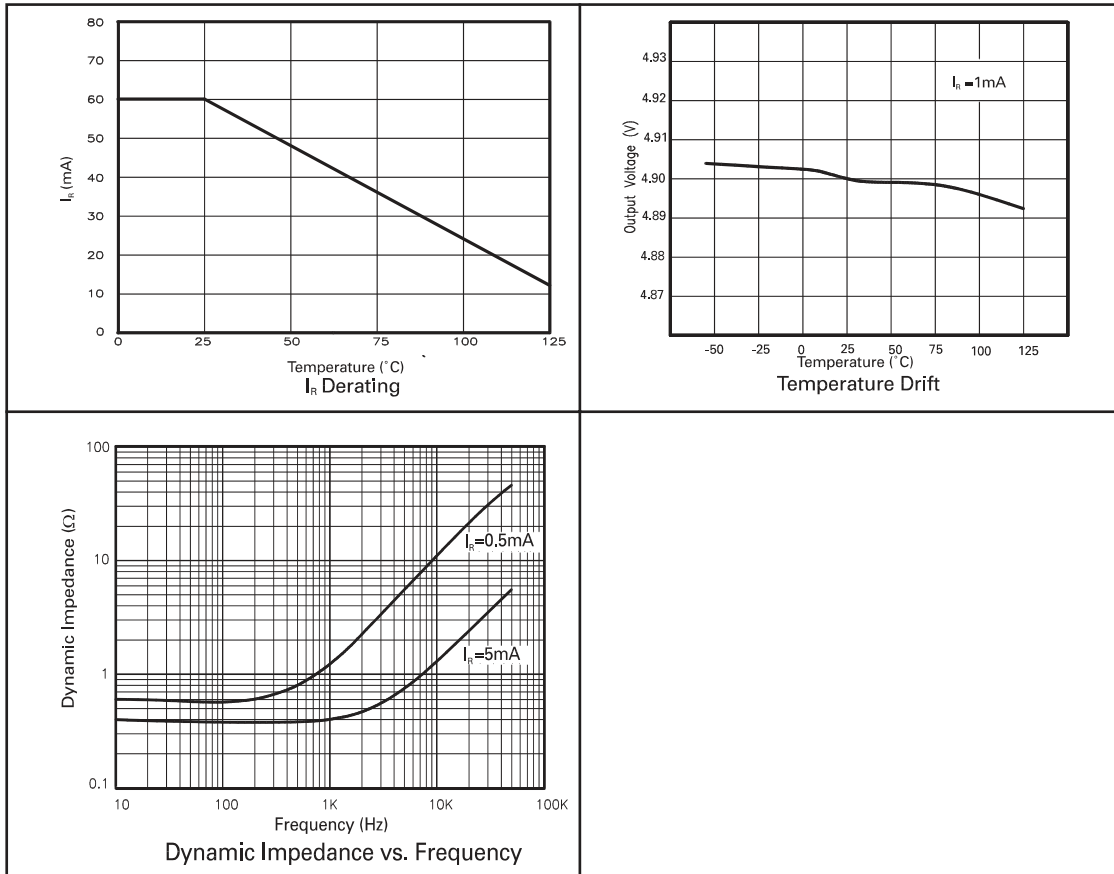 80
70
60
50
40
30
20
10
0
I_R (mA)
0 25 50 75 100 125
Temperature (°C)
I_R Derating
4.93
4.92
4.91
4.90
4.89
4.88
4.87
Output Voltage (V)
I_R=1mA
-50 -25 0 25 50 75 100 125
Temperature (°C)
Temperature Drift
100
10
1
0.1
Dynamic Impedance (Ω)
I_R=0.5mA
I_R=5mA
10 100 1K 10K 100K
Frequency (Hz)
Dynamic Impedance vs. Frequency